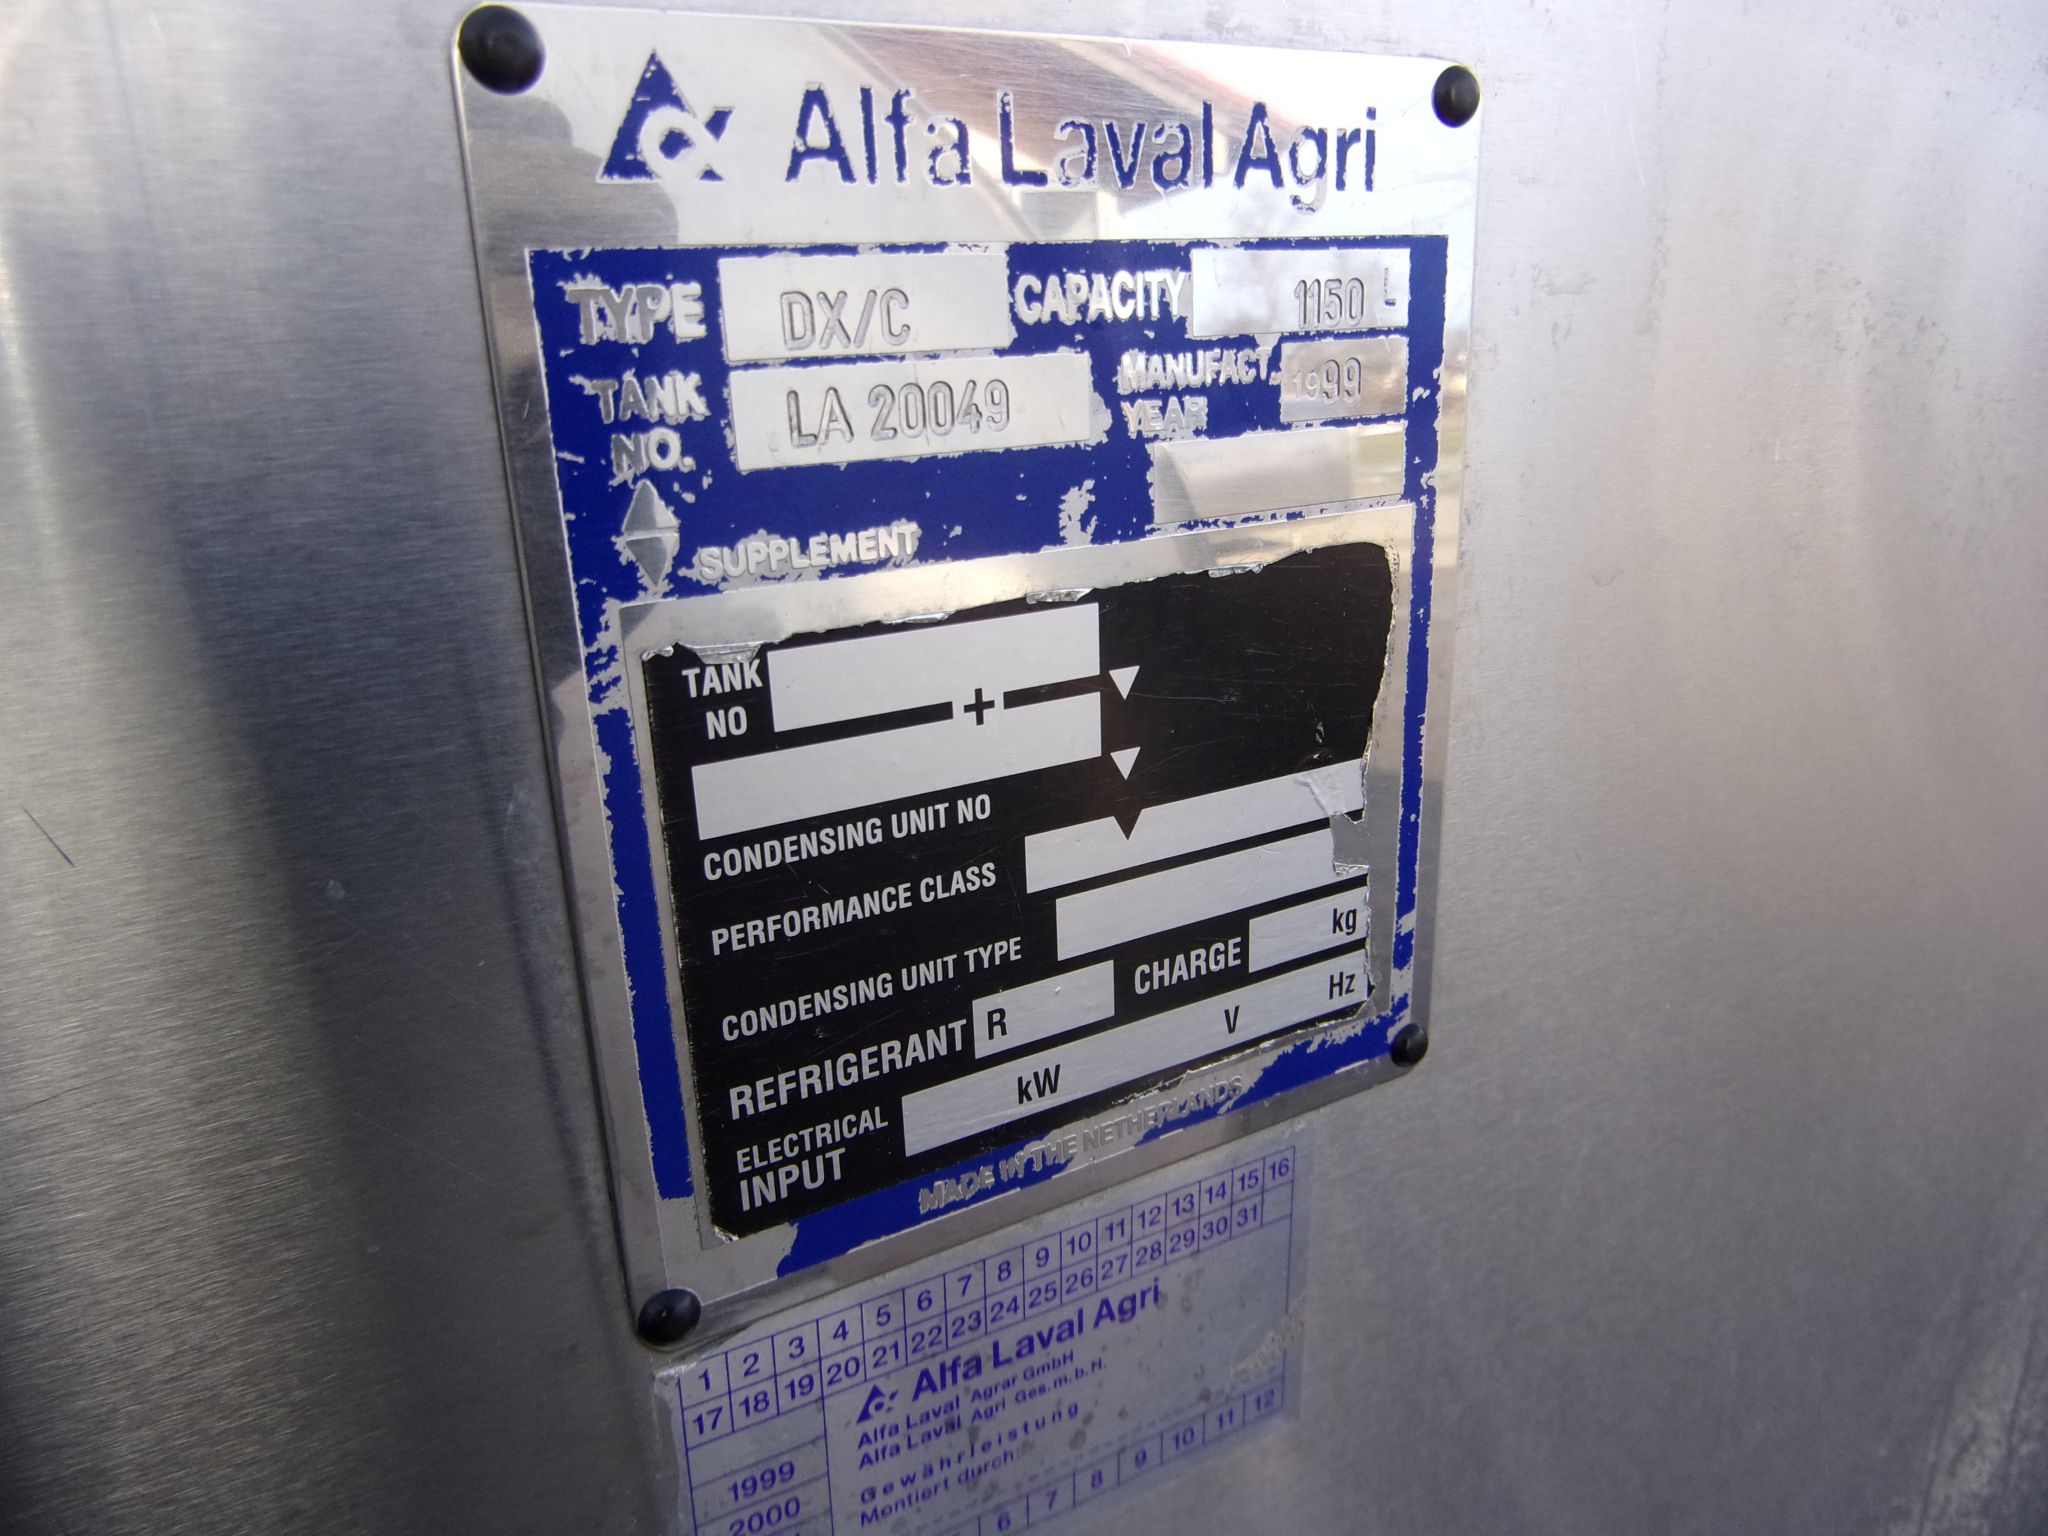 Alfa Laval Agri
TYPE DX/C CAPACITY 1150 L
TANK NO. LA 20049 MANUFACT. YEAR 1999
SUPPLEMENT
TANK NO
+
CONDENSING UNIT NO
PERFORMANCE CLASS
CONDENSING UNIT TYPE
REFRIGERANT R CHARGE kg
ELECTRICAL INPUT kW V Hz
MADE IN THE NETHERLANDS
1 2 3 4 5 6 7 8 9 10 11 12 13 14 15 16
17 18 19 20 21 22 23 24 25 26 27 28 29 30 31
Alfa Laval Agri
Alfa Laval Agrar GmbH
Alfa Laval Agri Ges.m.b.H.
Gewährleistung
Montiert durch:
1999
2000
6 7 8 9 10 11 12